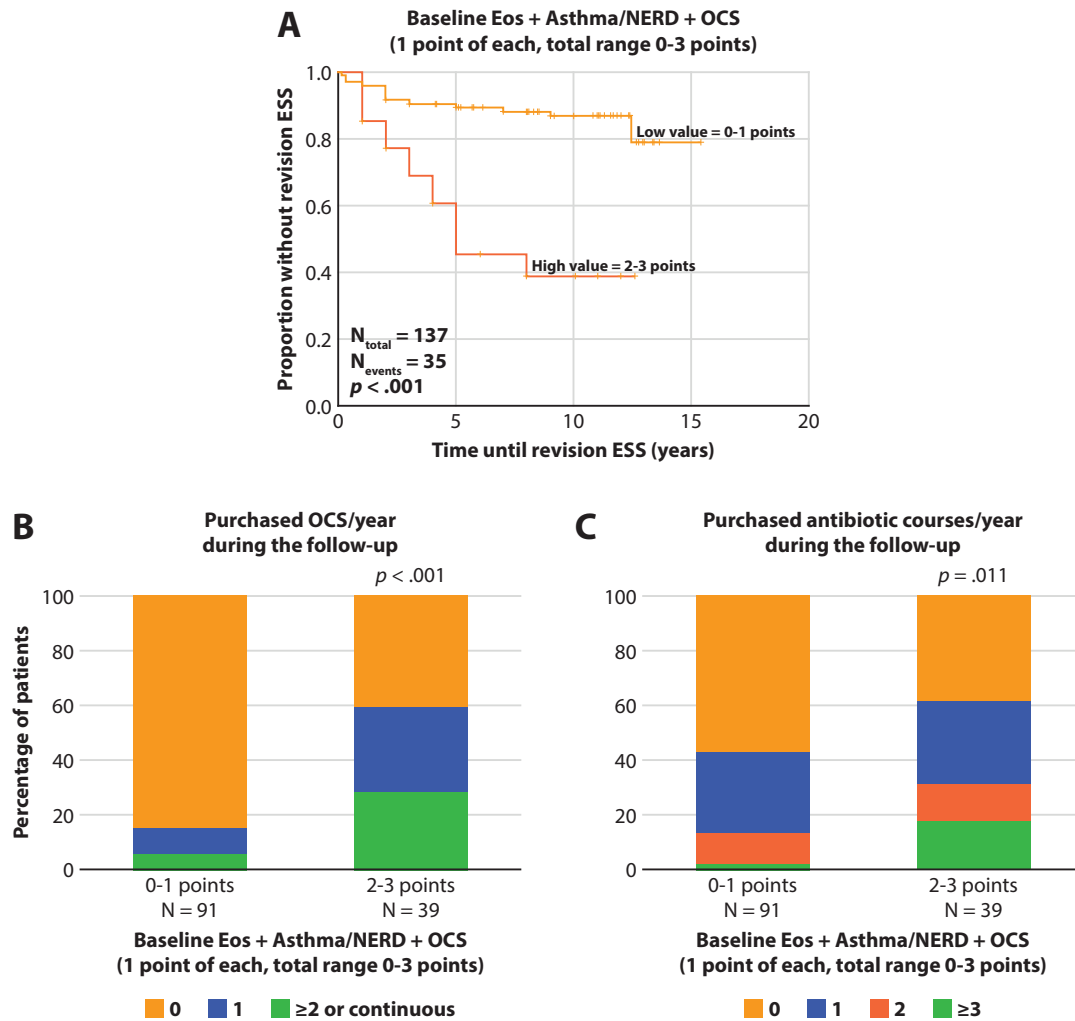 A
Baseline Eos + Asthma/NERD + OCS
(1 point of each, total range 0-3 points)
Proportion without revision ESS
1.0
0.8
0.6
0.4
0.2
0.0
Low value = 0-1 points
High value = 2-3 points
N total = 137
N events = 35
p < .001
0 5 10 15 20
Time until revision ESS (years)
B
Purchased OCS/year
during the follow-up
p < .001
Percentage of patients
100
80
60
40
20
0
0-1 points 2-3 points
N = 91 N = 39
Baseline Eos + Asthma/NERD + OCS
(1 point of each, total range 0-3 points)
0 1 ≥2 or continuous
C
Purchased antibiotic courses/year
during the follow-up
p = .011
100
80
60
40
20
0
0-1 points 2-3 points
N = 91 N = 39
Baseline Eos + Asthma/NERD + OCS
(1 point of each, total range 0-3 points)
0 1 2 ≥3